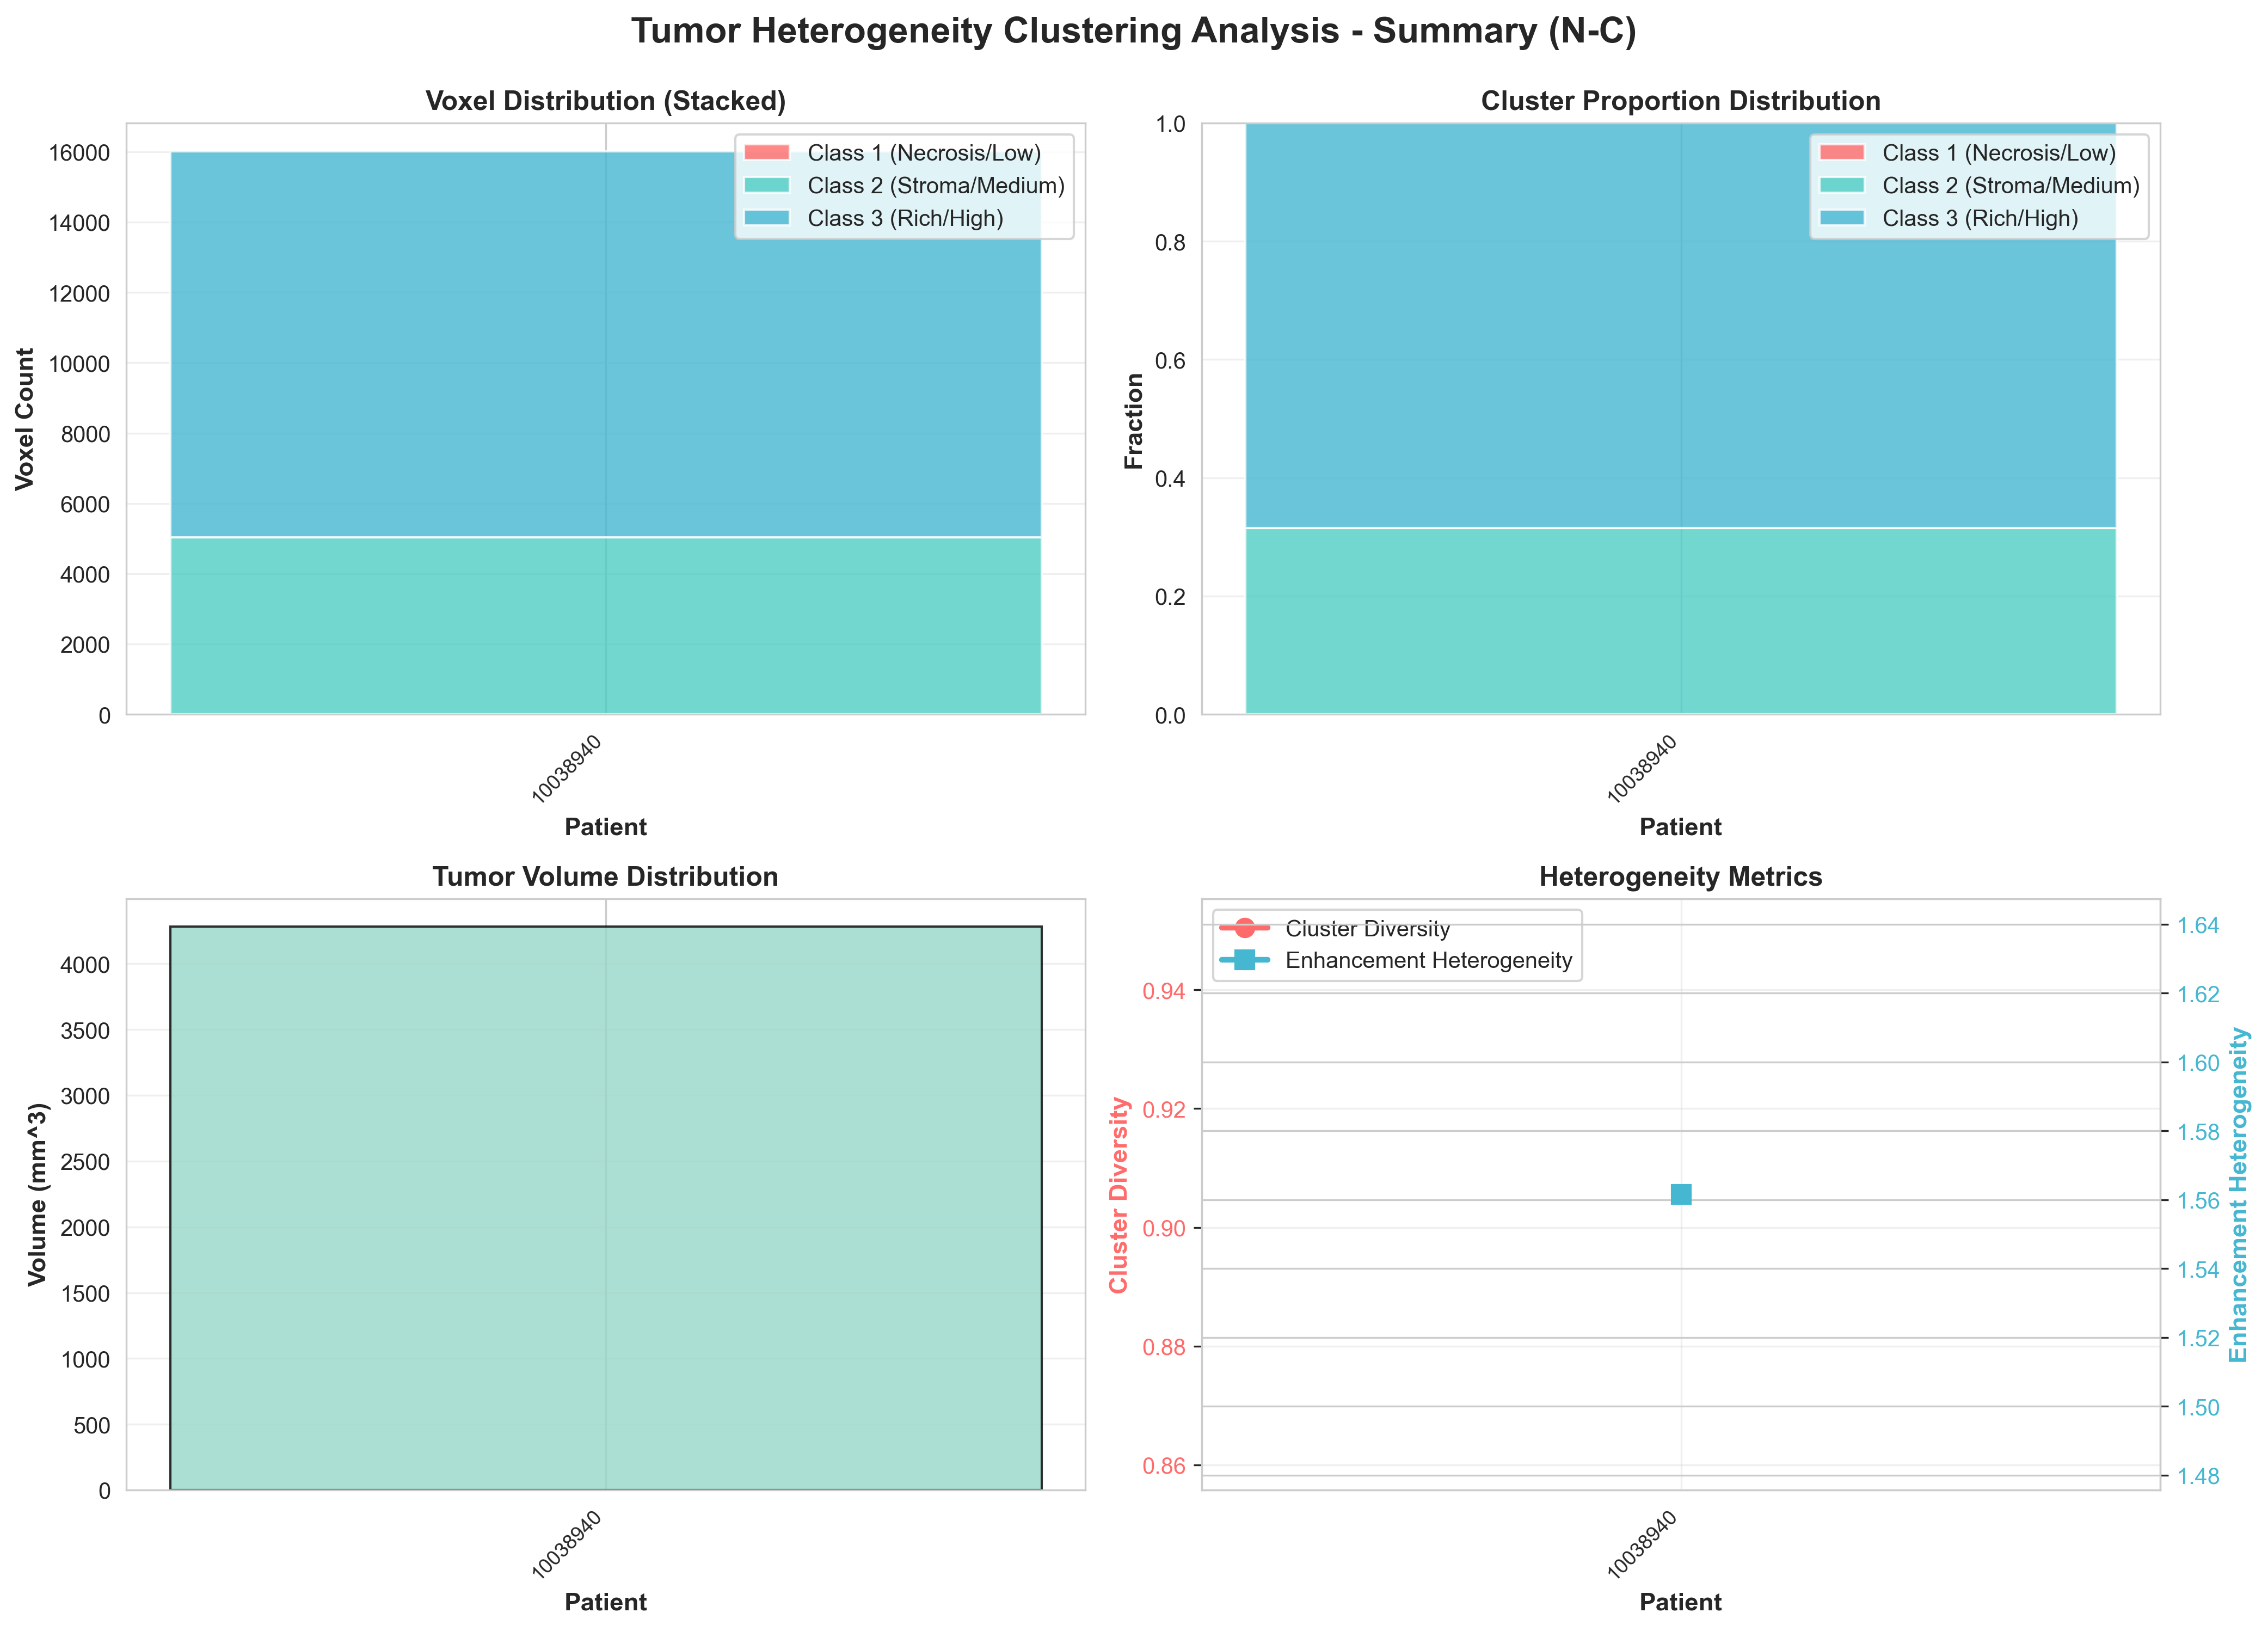 Tumor Heterogeneity Clustering Analysis - Summary (N-C)
Voxel Distribution (Stacked)
Class 1 (Necrosis/Low)
Class 2 (Stroma/Medium)
Class 3 (Rich/High)
16000
14000
12000
10000
8000
6000
4000
2000
0
Voxel Count
10038940
Patient
Cluster Proportion Distribution
Class 1 (Necrosis/Low)
Class 2 (Stroma/Medium)
Class 3 (Rich/High)
1.0
0.8
0.6
0.4
0.2
0.0
Fraction
10038940
Patient
Tumor Volume Distribution
4000
3500
3000
2500
2000
1500
1000
500
0
Volume (mm^3)
10038940
Patient
Heterogeneity Metrics
Cluster Diversity
Enhancement Heterogeneity
0.94
0.92
0.90
0.88
0.86
Cluster Diversity
1.64
1.62
1.60
1.58
1.56
1.54
1.52
1.50
1.48
Enhancement Heterogeneity
10038940
Patient